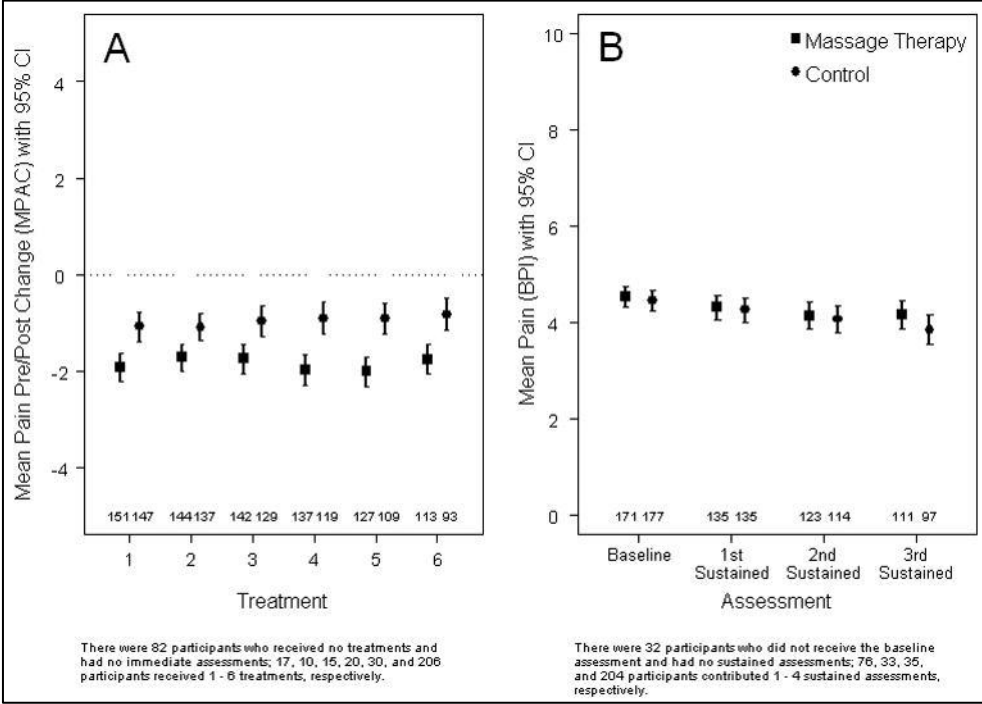 A
Mean Pain Pre/Post Change (MPAC) with 95% CI
4
2
0
-2
-4
151 147 144 137 142 129 137 119 127 109 113 93
1 2 3 4 5 6
Treatment
There were 82 participants who received no treatments and
had no immediate assessments; 17, 10, 15, 20, 30, and 206
participants received 1 - 6 treatments, respectively.
B
Massage Therapy
Control
Mean Pain (BPI) with 95% CI
10
8
6
4
2
0
171 177 135 135 123 114 111 97
Baseline 1st 2nd 3rd
Sustained Sustained Sustained
Assessment
There were 32 participants who did not receive the baseline
assessment and had no sustained assessments; 76, 33, 35,
and 204 participants contributed 1 - 4 sustained assessments,
respectively.